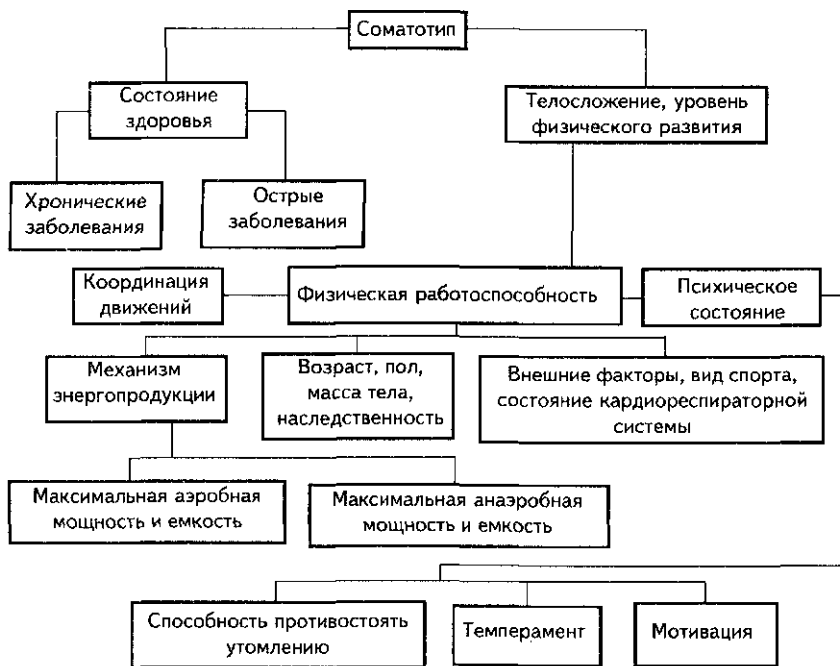 Соматотип
Состояние
здоровья
Телосложение, уровень
физического развития
Хронические
заболевания
Острые
заболевания
Координация
движений
Физическая работоспособность
Психическое
состояние
Механизм
энергопродукции
Возраст, пол,
масса тела,
наследственность
Внешние факторы, вид спорта,
состояние кардиореспираторной
системы
Максимальная аэробная
мощность и емкость
Максимальная анаэробная
мощность и емкость
Способность противостоять
утомлению
Темперамент
Мотивация